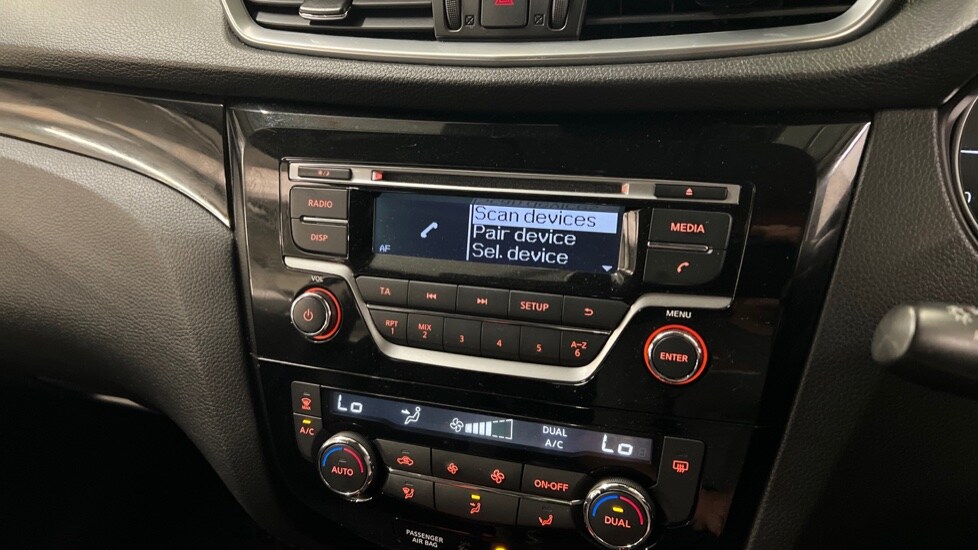 RADIO
DISP
AF
Scan devices
Pair device
Sel. device
MEDIA
VOL
TA
SETUP
MENU
RPT 1
MIX 2
3
4
5
A-Z 6
ENTER
MAX
A/C
Lo
DUAL
A/C
Lo
AUTO
ON-OFF
DUAL
PASSENGER
AIR BAG